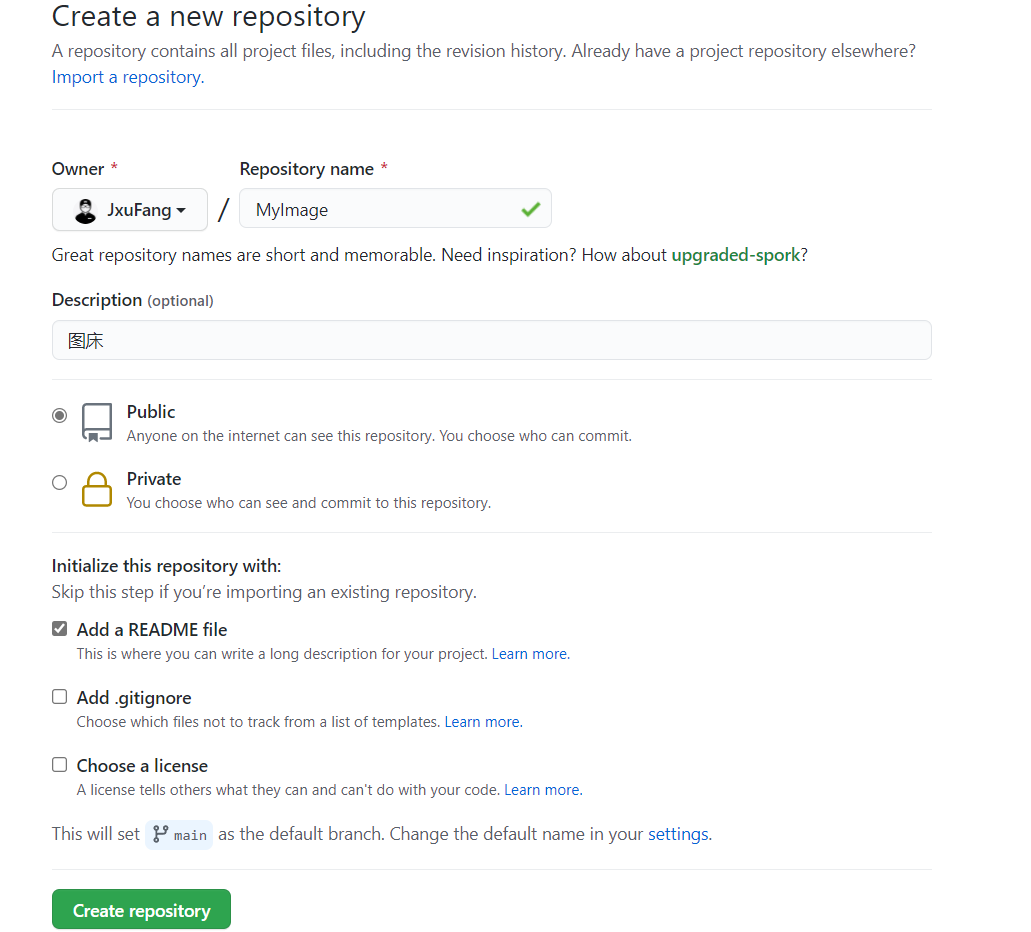 Create a new repository
A repository contains all project files, including the revision history. Already have a project repository elsewhere?
Import a repository.
Owner * Repository name *
JxuFang / MyImage
Great repository names are short and memorable. Need inspiration? How about upgraded-spork?
Description (optional)
图床
Public
Anyone on the internet can see this repository. You choose who can commit.
Private
You choose who can see and commit to this repository.
Initialize this repository with:
Skip this step if you’re importing an existing repository.
Add a README file
This is where you can write a long description for your project. Learn more.
Add .gitignore
Choose which files not to track from a list of templates. Learn more.
Choose a license
A license tells others what they can and can't do with your code. Learn more.
This will set main as the default branch. Change the default name in your settings.
Create repository